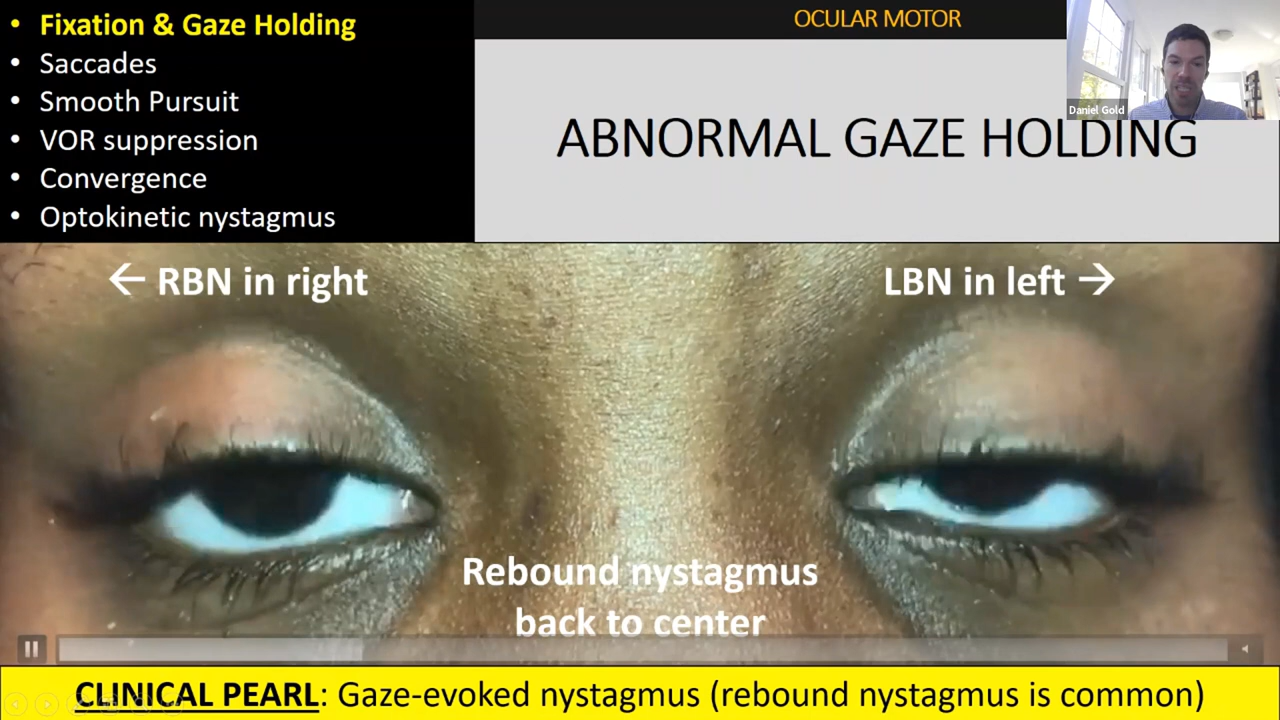 • Fixation & Gaze Holding
• Saccades
• Smooth Pursuit
• VOR suppression
• Convergence
• Optokinetic nystagmus
OCULAR MOTOR
Daniel Gold
ABNORMAL GAZE HOLDING
← RBN in right
LBN in left →
Rebound nystagmus
back to center
CLINICAL PEARL: Gaze-evoked nystagmus (rebound nystagmus is common)